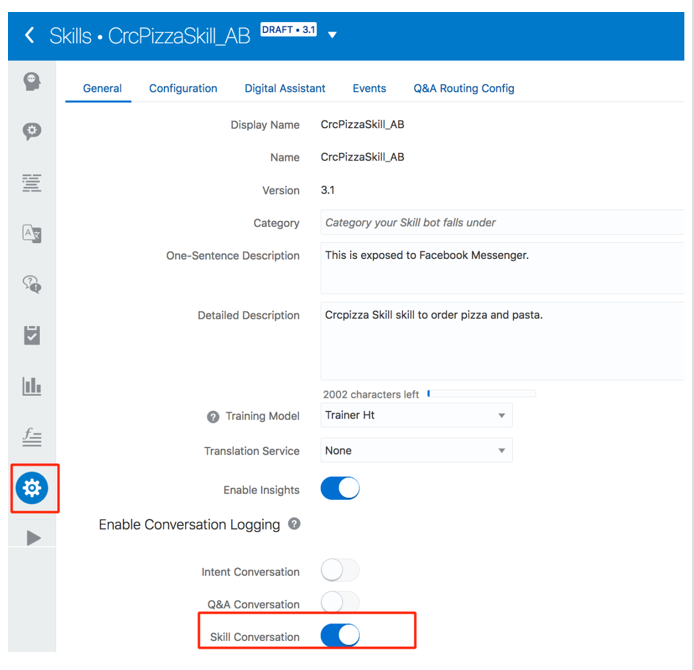 Skills • CrcPizzaSkill_AB DRAFT • 3.1
General Configuration Digital Assistant Events Q&A Routing Config
Display Name CrcPizzaSkill_AB
Name CrcPizzaSkill_AB
Version 3.1
Category Category your Skill bot falls under
One-Sentence Description This is exposed to Facebook Messenger.
Detailed Description Crcpizza Skill skill to order pizza and pasta.
2002 characters left
Training Model Trainer Ht
Translation Service None
Enable Insights
Enable Conversation Logging
Intent Conversation
Q&A Conversation
Skill Conversation